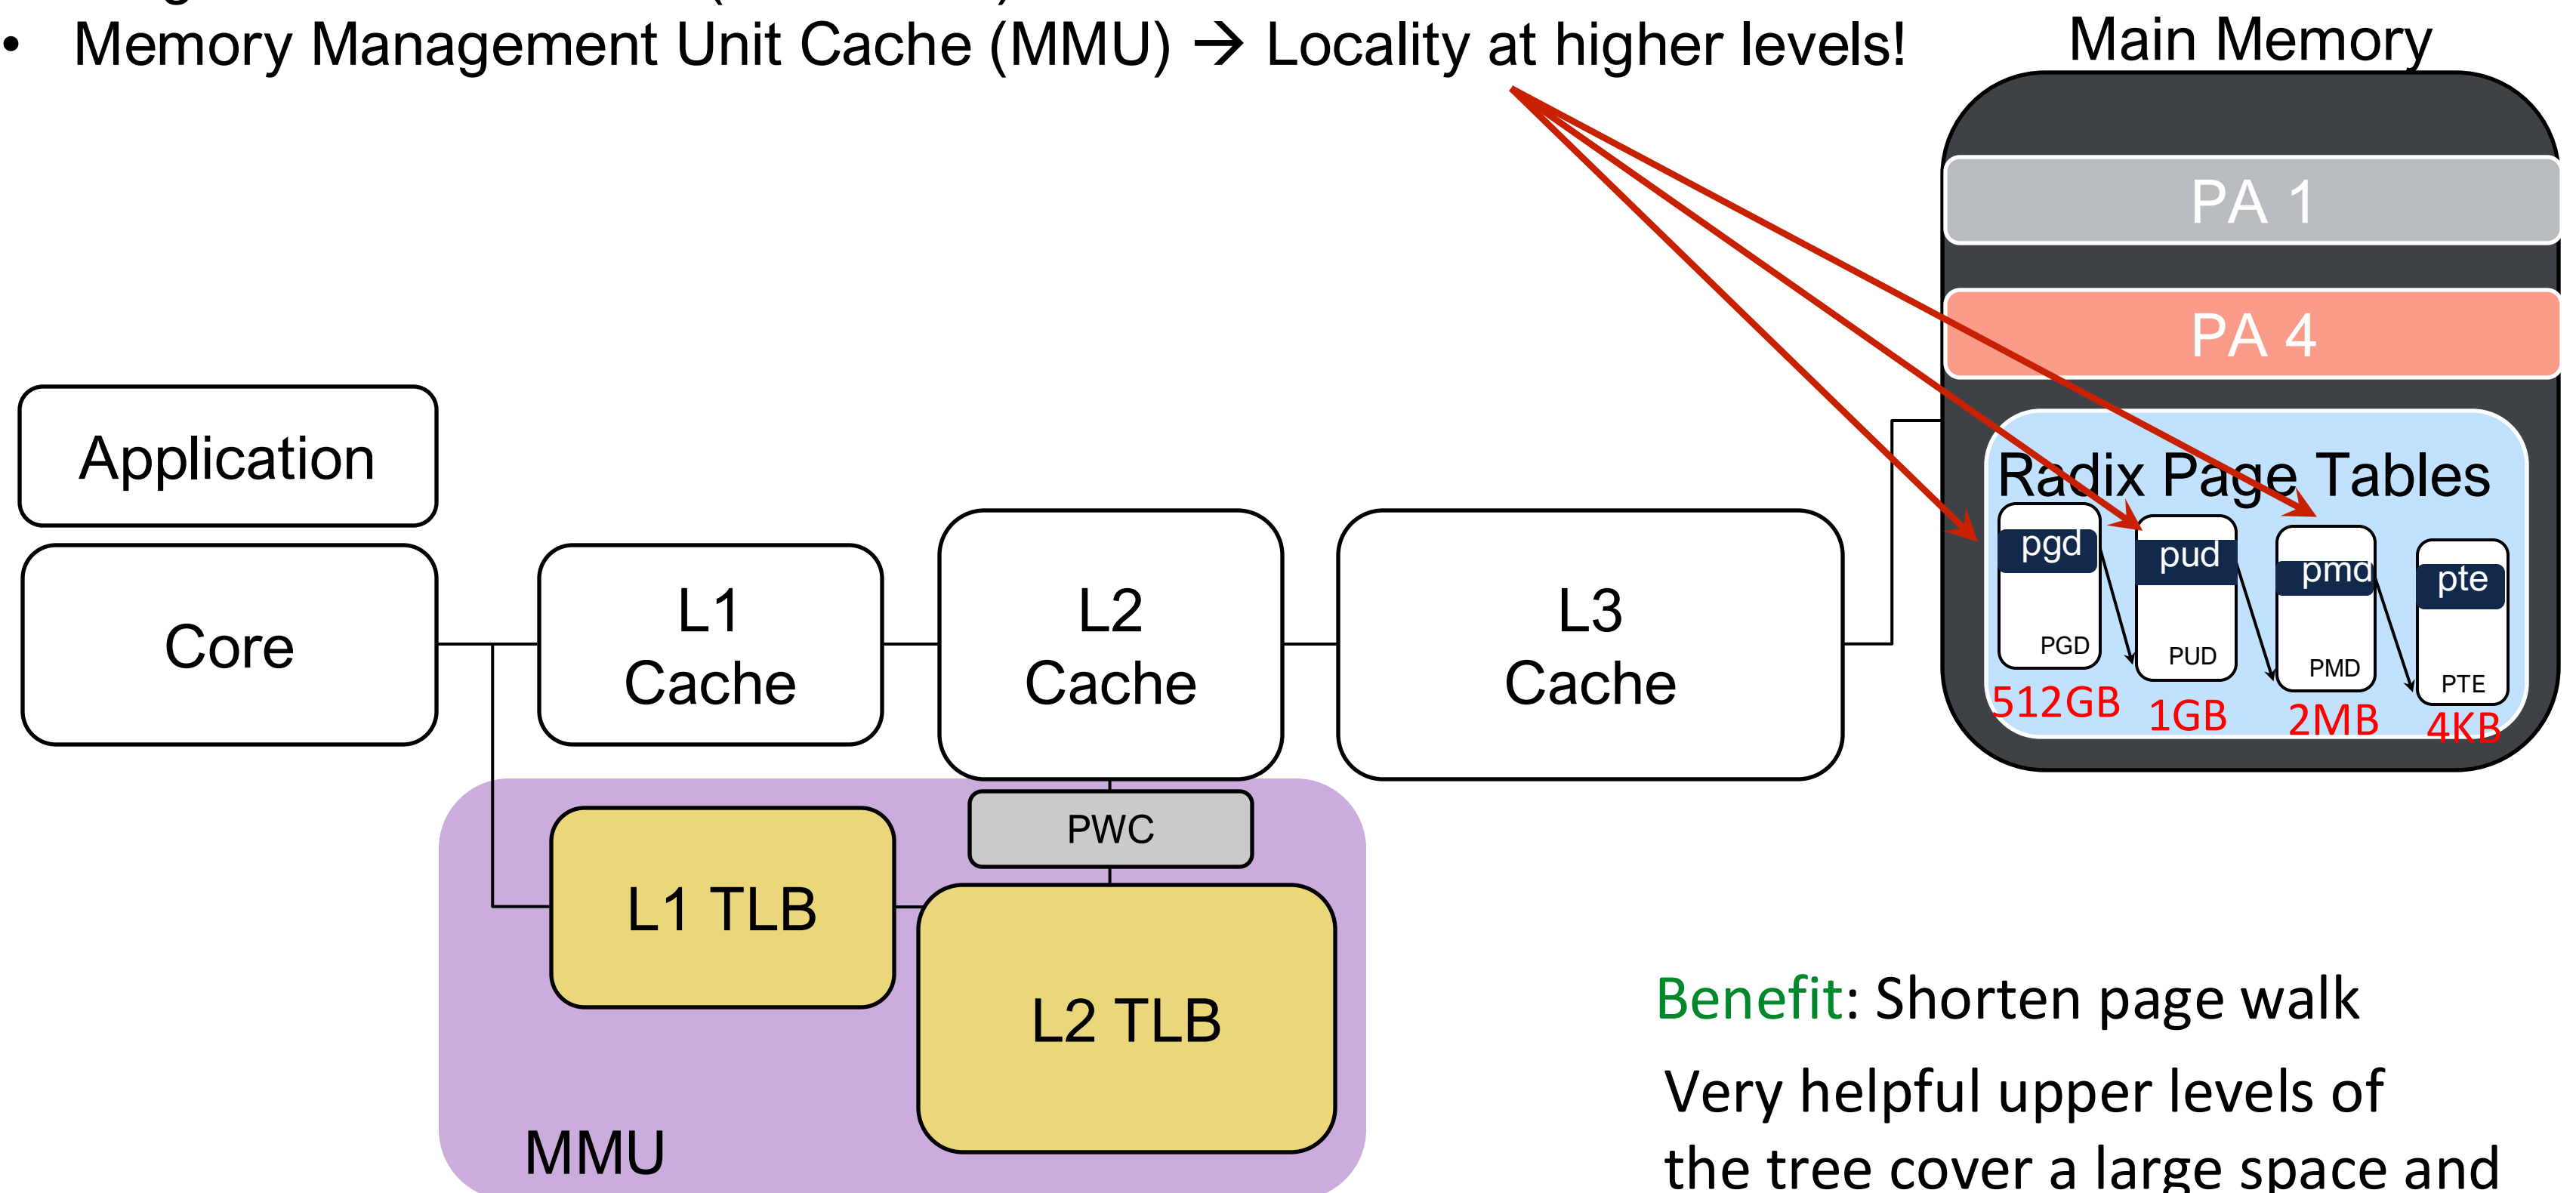 • Memory Management Unit Cache (MMU) → Locality at higher levels!
Main Memory
PA 1
PA 4
Application
Core
L1
Cache
L2
Cache
L3
Cache
Radix Page Tables
pgd
pud
pmd
pte
PGD
PUD
PMD
PTE
512GB
1GB
2MB
4KB
PWC
L1 TLB
L2 TLB
MMU
Benefit: Shorten page walk
Very helpful upper levels of
the tree cover a large space and